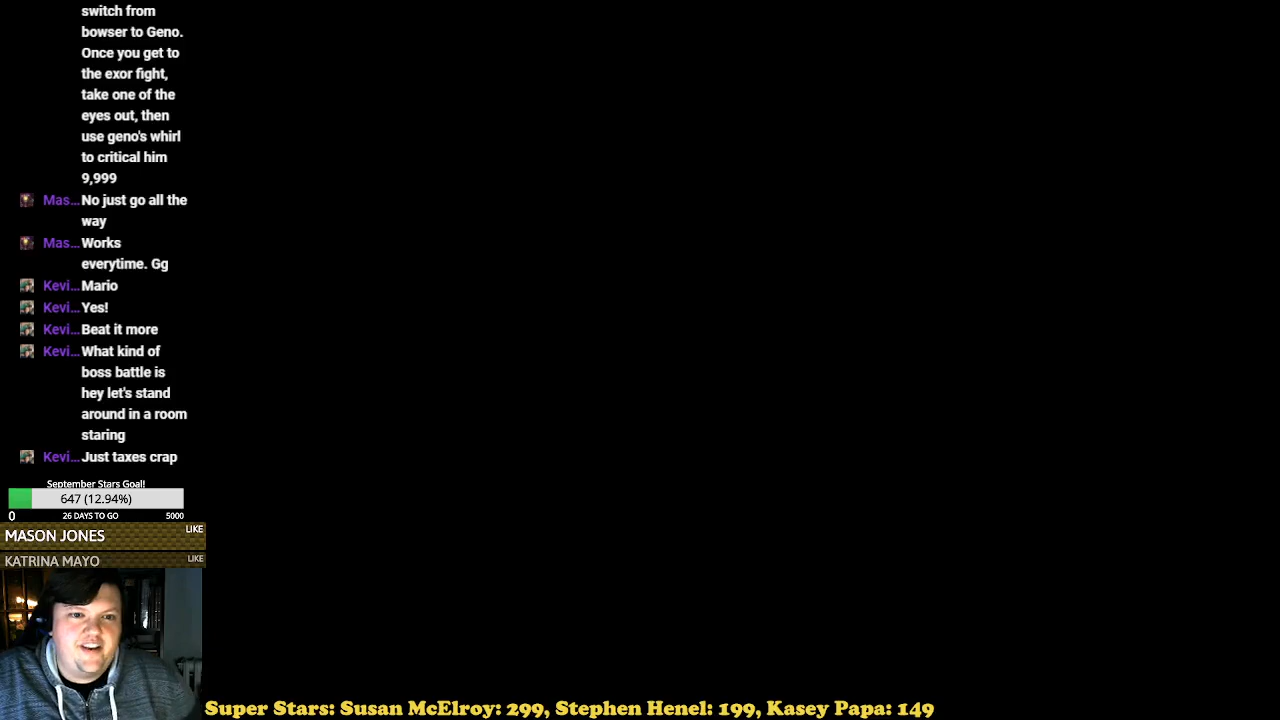 switch from
bowser to Geno.
Once you get to
the exor fight,
take one of the
eyes out, then
use geno's whirl
to critical him
9,999
Mas... No just go all the
way
Mas... Works
everytime. Gg
Kevi... Mario
Kevi... Yes!
Kevi... Beat it more
Kevi... What kind of
boss battle is
hey let's stand
around in a room
staring
Kevi... Just taxes crap
September Stars Goal!
647 (12.94%)
0 26 DAYS TO GO 5000
MASON JONES LIKE
KATRINA MAYO LIKE
Super Stars: Susan McElroy: 299, Stephen Henel: 199, Kasey Papa: 149